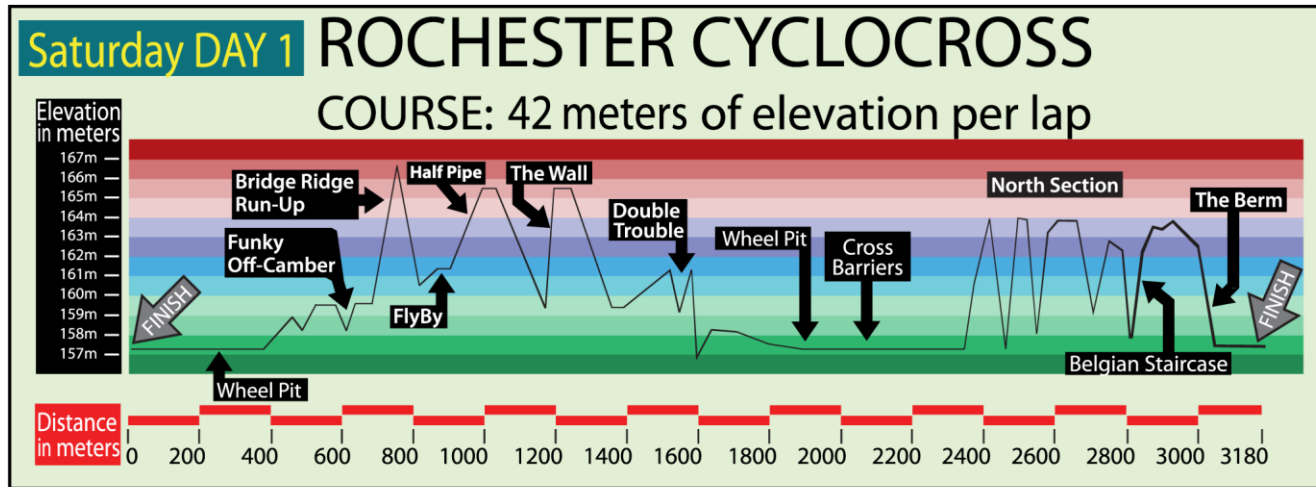 Saturday DAY 1
ROCHESTER CYCLOCROSS
COURSE: 42 meters of elevation per lap
Elevation
in meters
167m
166m
165m
164m
163m
162m
161m
160m
159m
158m
157m
FINISH
Wheel Pit
Funky
Off-Camber
Bridge Ridge
Run-Up
FlyBy
Half Pipe
The Wall
Double
Trouble
Wheel Pit
Cross
Barriers
North Section
Belgian Staircase
The Berm
FINISH
Distance
in meters
0 200 400 600 800 1000 1200 1400 1600 1800 2000 2200 2400 2600 2800 3000 3180